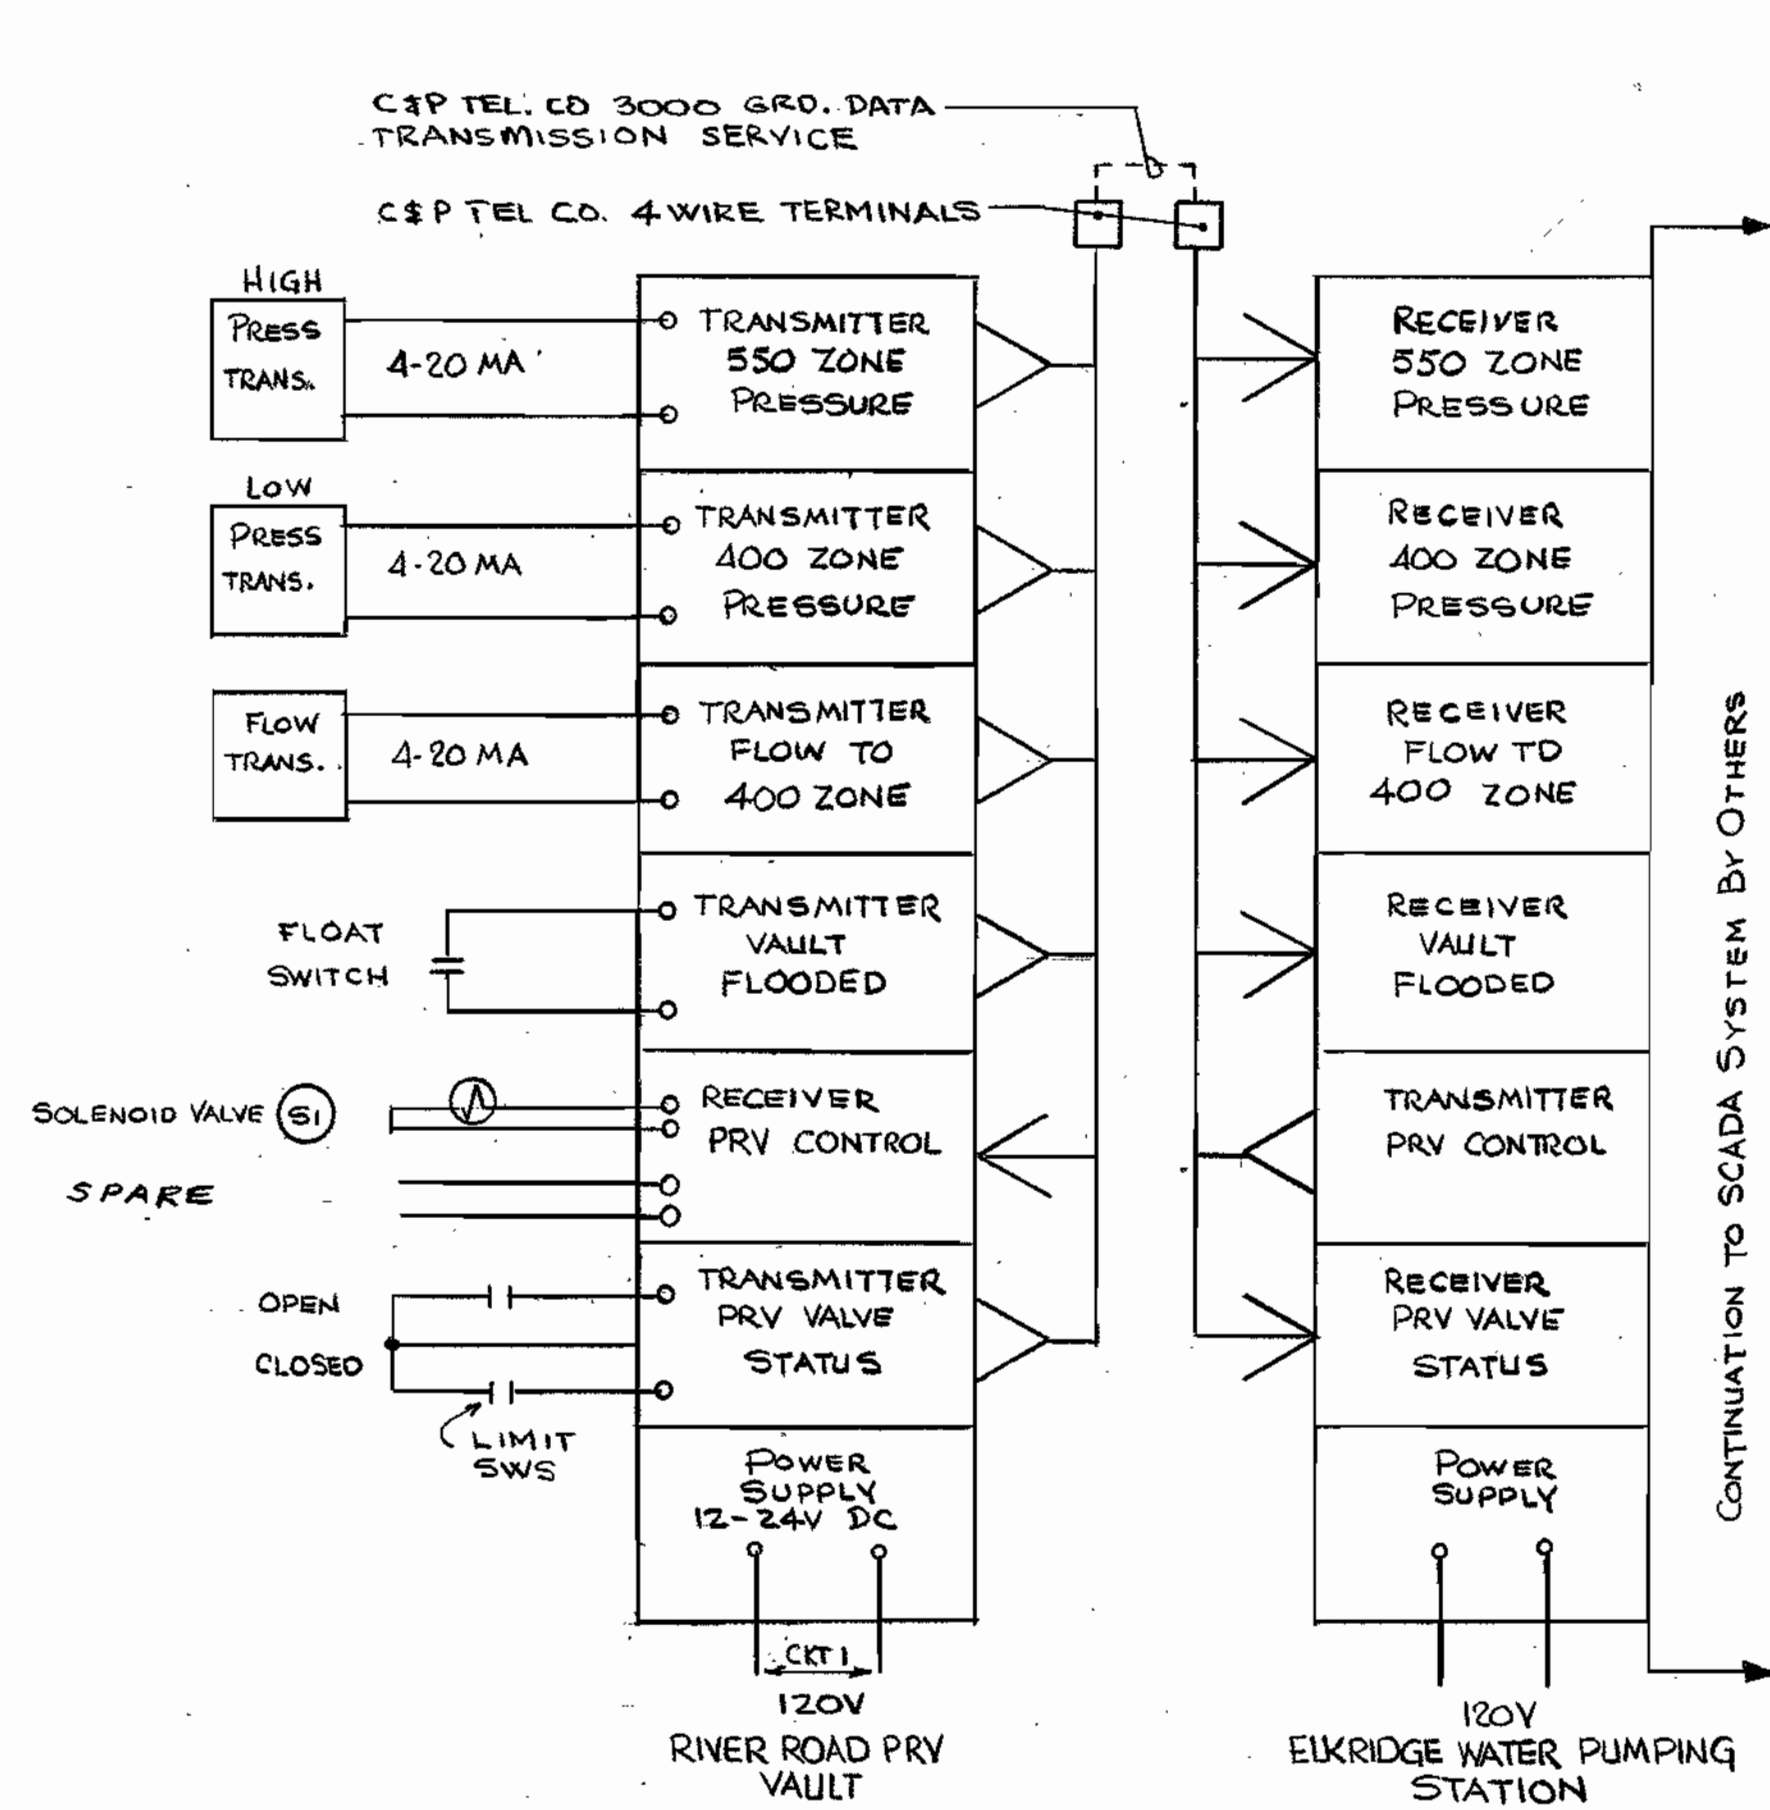 C&P TEL. CO 3000 GRD. DATA
TRANSMISSION SERVICE
C&P TEL CO. 4 WIRE TERMINALS
HIGH
PRESS
TRANS.
4-20 MA
TRANSMITTER
550 ZONE
PRESSURE
RECEIVER
550 ZONE
PRESSURE
LOW
PRESS
TRANS.
4-20 MA
TRANSMITTER
400 ZONE
PRESSURE
RECEIVER
400 ZONE
PRESSURE
FLOW
TRANS.
4-20 MA
TRANSMITTER
FLOW TO
400 ZONE
RECEIVER
FLOW TO
400 ZONE
FLOAT
SWITCH
TRANSMITTER
VAULT
FLOODED
RECEIVER
VAULT
FLOODED
SOLENOID VALVE S1
SPARE
RECEIVER
PRV CONTROL
TRANSMITTER
PRV CONTROL
OPEN
CLOSED
LIMIT
SWS
TRANSMITTER
PRV VALVE
STATUS
RECEIVER
PRV VALVE
STATUS
POWER
SUPPLY
12-24V DC
POWER
SUPPLY
CKT 1
120V
RIVER ROAD PRV
VAULT
120V
ELKRIDGE WATER PUMPING
STATION
CONTINUATION TO SCADA SYSTEM BY OTHERS